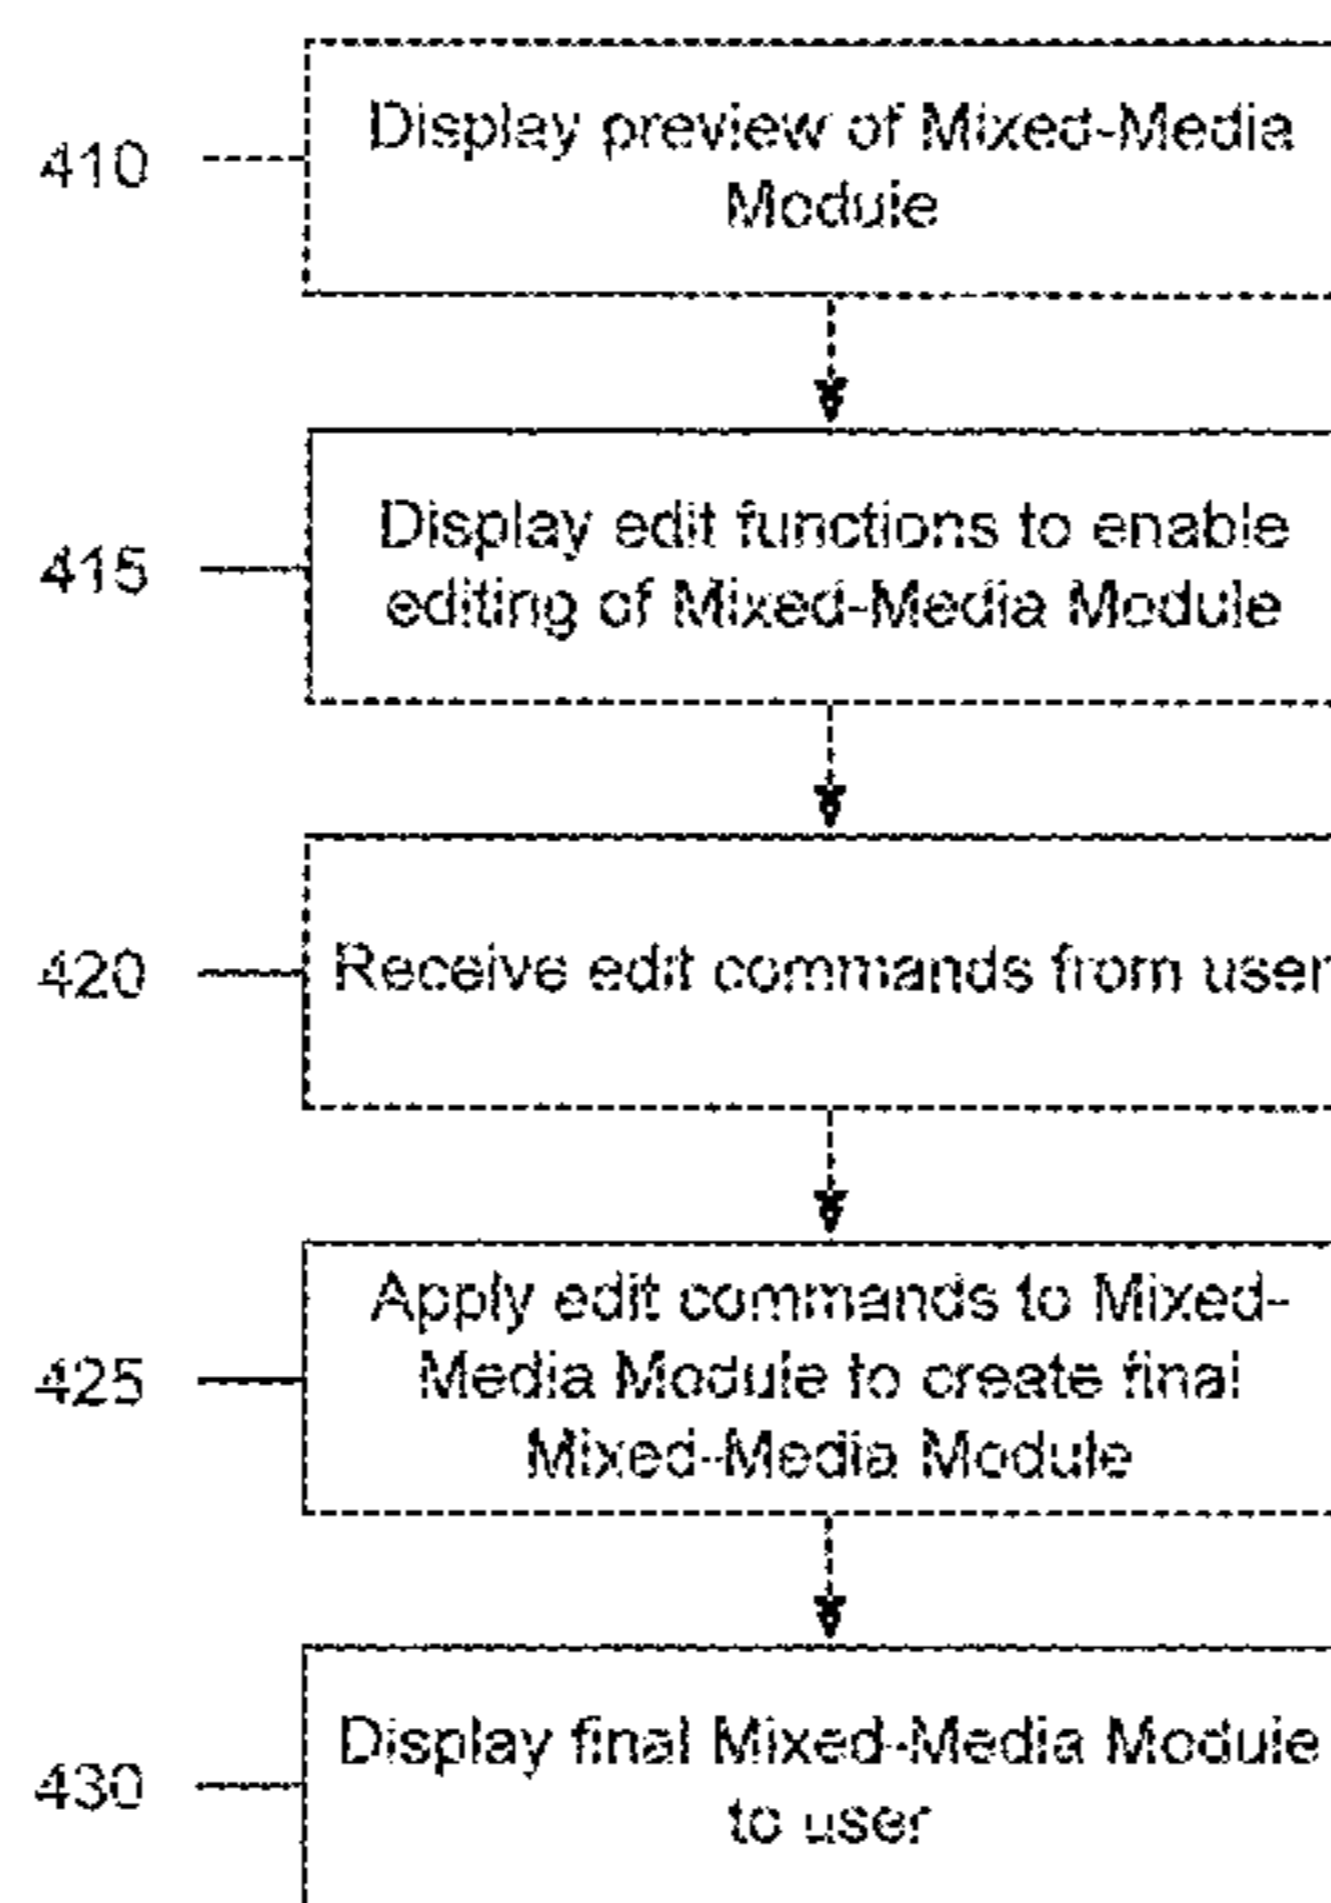 410
Display preview of Mixed-Media
Module
415
Display edit functions to enable
editing of Mixed-Media Module
420
Receive edit commands from user
425
Apply edit commands to Mixed-
Media Module to create final
Mixed-Media Module
430
Display final Mixed-Media Module
to user